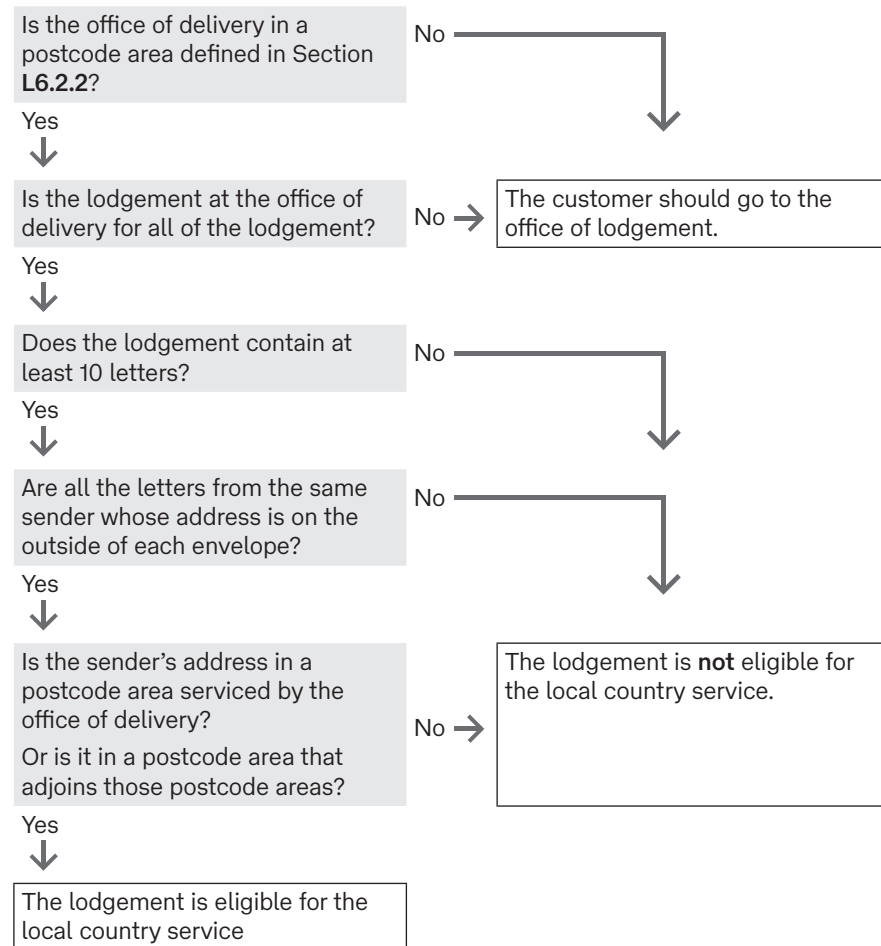 Is the office of delivery in a
postcode area defined in Section
L6.2.2?
No
Yes
Is the lodgement at the office of
delivery for all of the lodgement?
No
The customer should go to the
office of lodgement.
Yes
Does the lodgement contain at
least 10 letters?
No
Yes
Are all the letters from the same
sender whose address is on the
outside of each envelope?
No
Yes
Is the sender’s address in a
postcode area serviced by the
office of delivery?
Or is it in a postcode area that
adjoins those postcode areas?
No
The lodgement is not eligible for
the local country service.
Yes
The lodgement is eligible for the
local country service